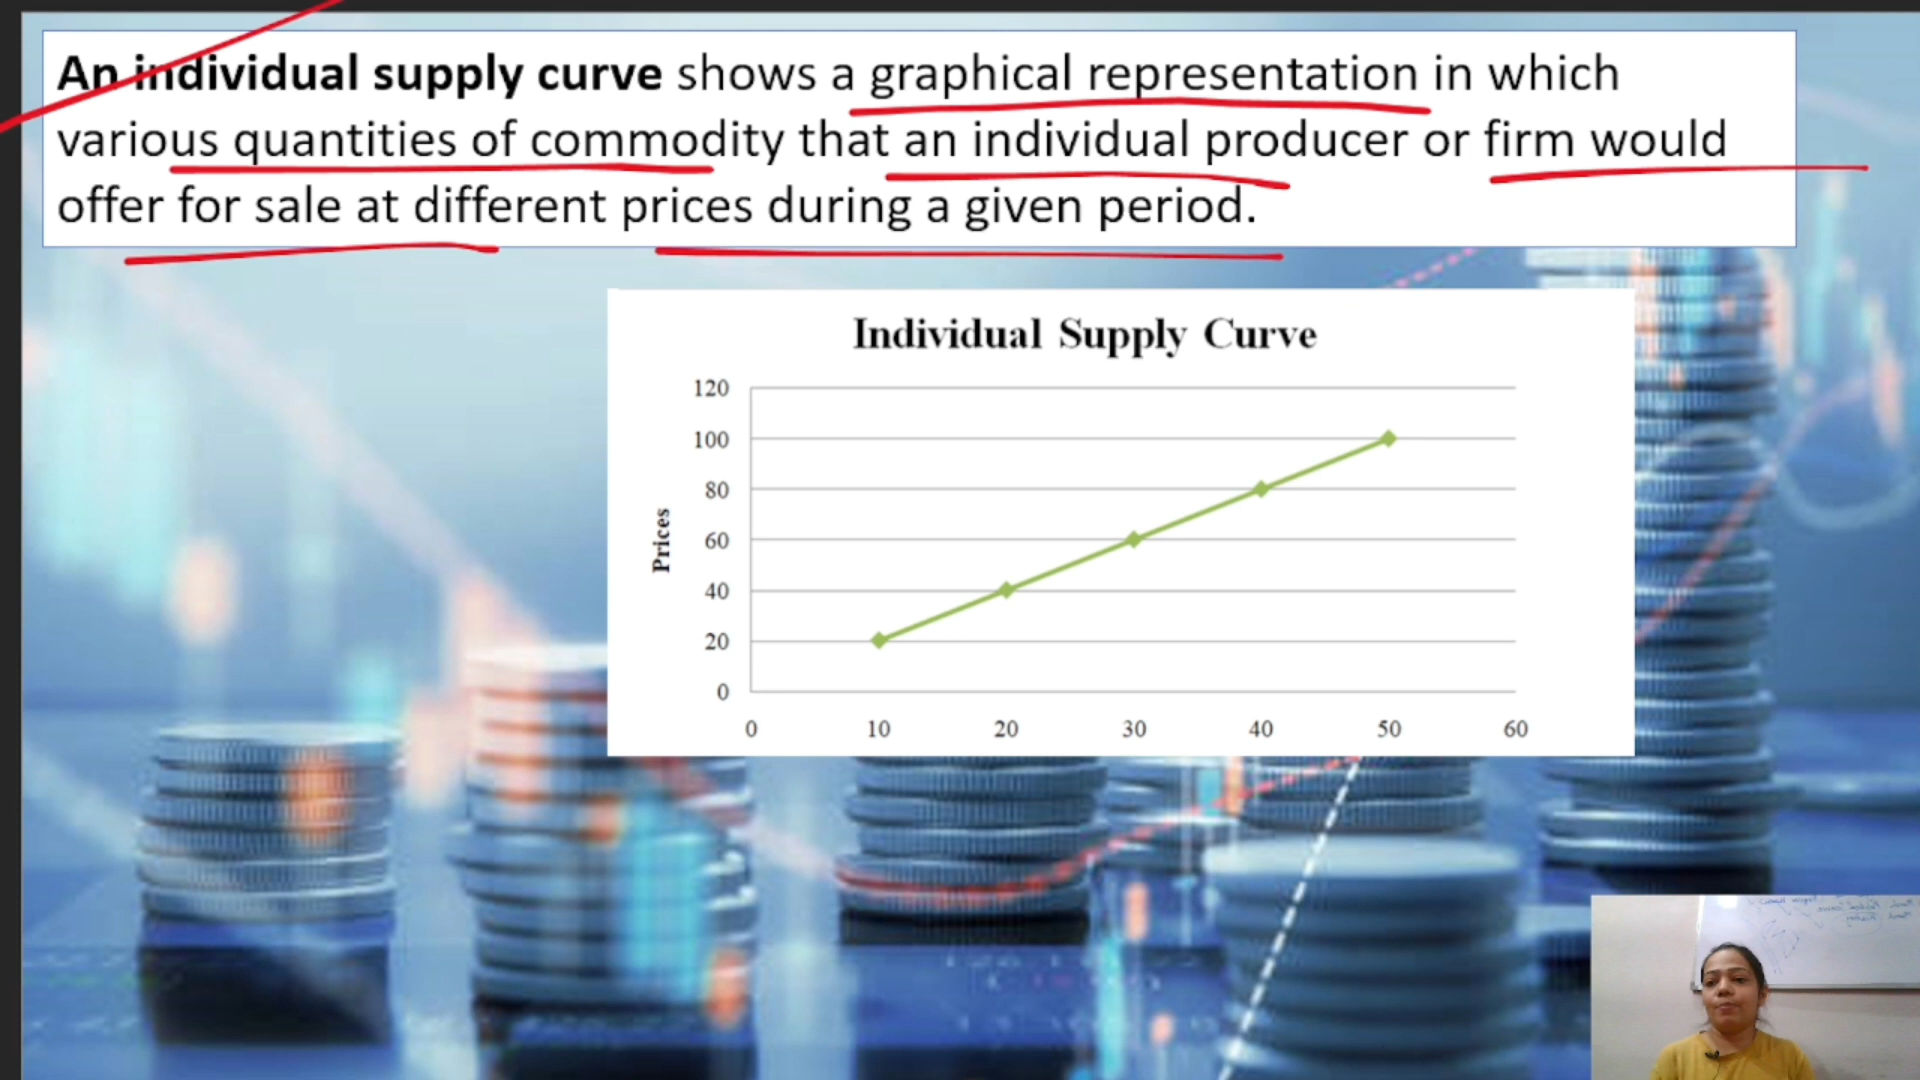 An individual supply curve shows a graphical representation in which
various quantities of commodity that an individual producer or firm would
offer for sale at different prices during a given period.
Individual Supply Curve
120
100
80
60
40
20
0
Prices
0 10 20 30 40 50 60